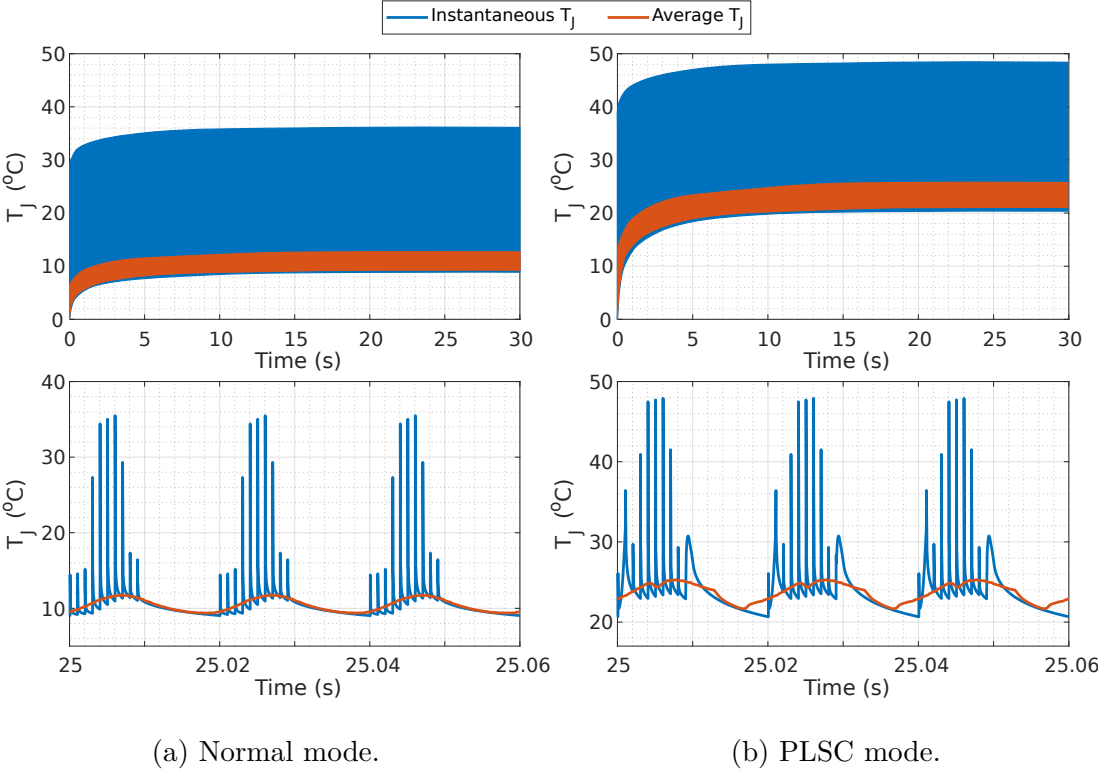 Instantaneous T_J Average T_J
50
40
30
20
10
0
T_J (°C)
0 5 10 15 20 25 30
Time (s)
50
40
30
20
10
0
T_J (°C)
0 5 10 15 20 25 30
Time (s)
40
30
20
10
T_J (°C)
25 25.02 25.04 25.06
Time (s)
50
40
30
20
T_J (°C)
25 25.02 25.04 25.06
Time (s)
(a) Normal mode.
(b) PLSC mode.